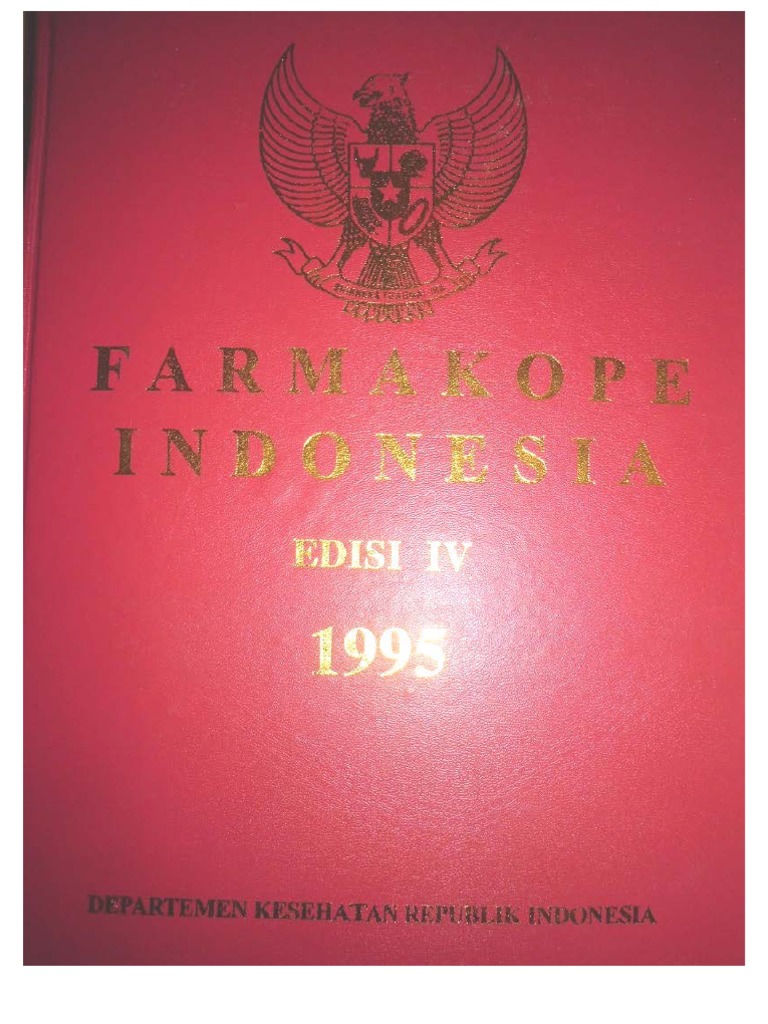 FARMAKOPE
INDONESIA
EDISI IV
1995
DEPARTEMEN KESEHATAN REPUBLIK INDONESIA